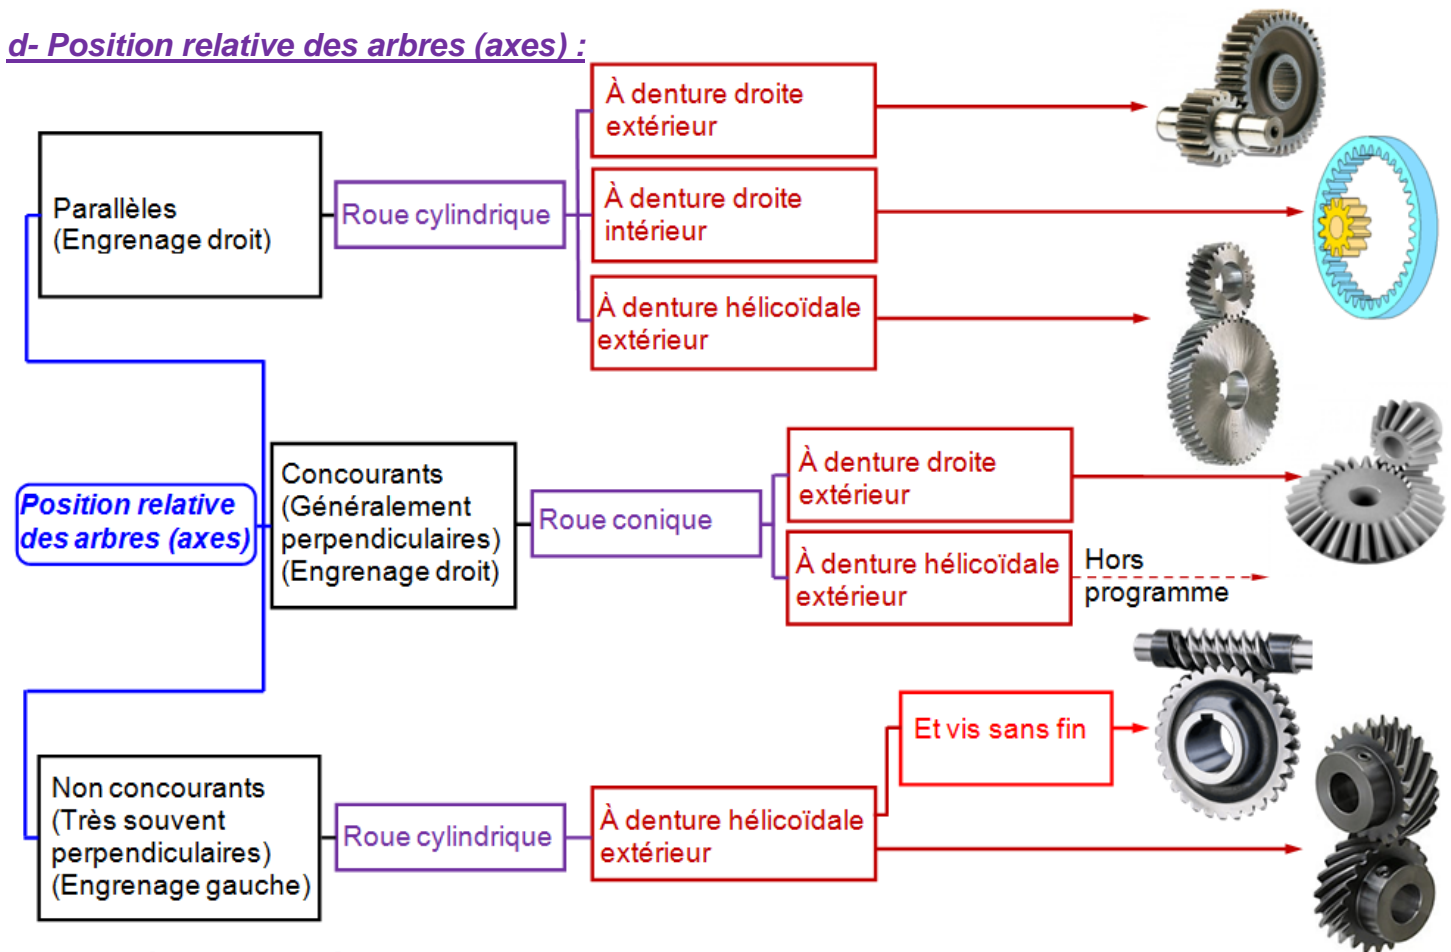 d- Position relative des arbres (axes) :
À denture droite
extérieur
Parallèles
(Engrenage droit)
Roue cylindrique
À denture droite
intérieur
À denture hélicoïdale
extérieur
Position relative
des arbres (axes)
Concourants
(Généralement
perpendiculaires)
(Engrenage droit)
Roue conique
À denture droite
extérieur
À denture hélicoïdale
extérieur
Hors
programme
Non concourants
(Très souvent
perpendiculaires)
(Engrenage gauche)
Roue cylindrique
À denture hélicoïdale
extérieur
Et vis sans fin